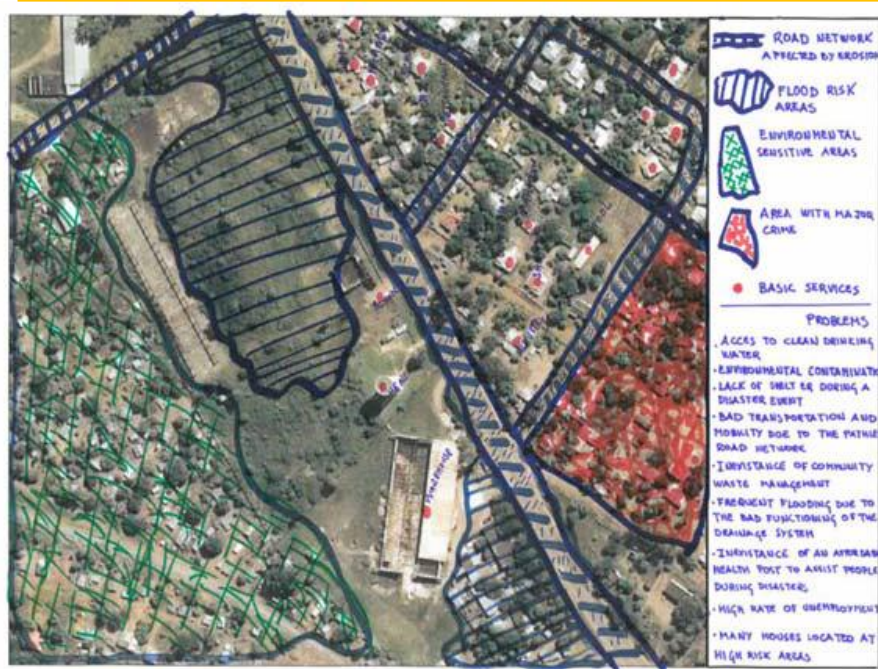 ROAD NETWORK
AFFECTED BY EROSION
FLOOD RISK
AREAS
ENVIRONMENTAL
SENSITIVE AREAS
AREA WITH MAJOR
CRIME
BASIC SERVICES
PROBLEMS
. ACCES TO CLEAN DRINKING
WATER
• ENVIRONMENTAL CONTAMINATI
. LACK OF SHELTER DURING A
DISASTER EVENT
• BAD TRANSPORTATION AND
MOBILITY DUE TO THE
ROAD NETWORK
• INEXISTANCE OF COMMUNITY
WASTE MANAGEMENT
• FREQUENT FLOODING DUE TO
THE BAD FUNCTIONING OF THE
DRAINAGE SYSTEM
• INEXISTANCE OF AN AFFORDAB
HEALTH POST TO ASSIST PEOPLE
DURING DISASTERS
• HIGH RATE OF UNEMPLOYMENT
• MANY HOUSES LOCATED AT
HIGH RISK AREAS